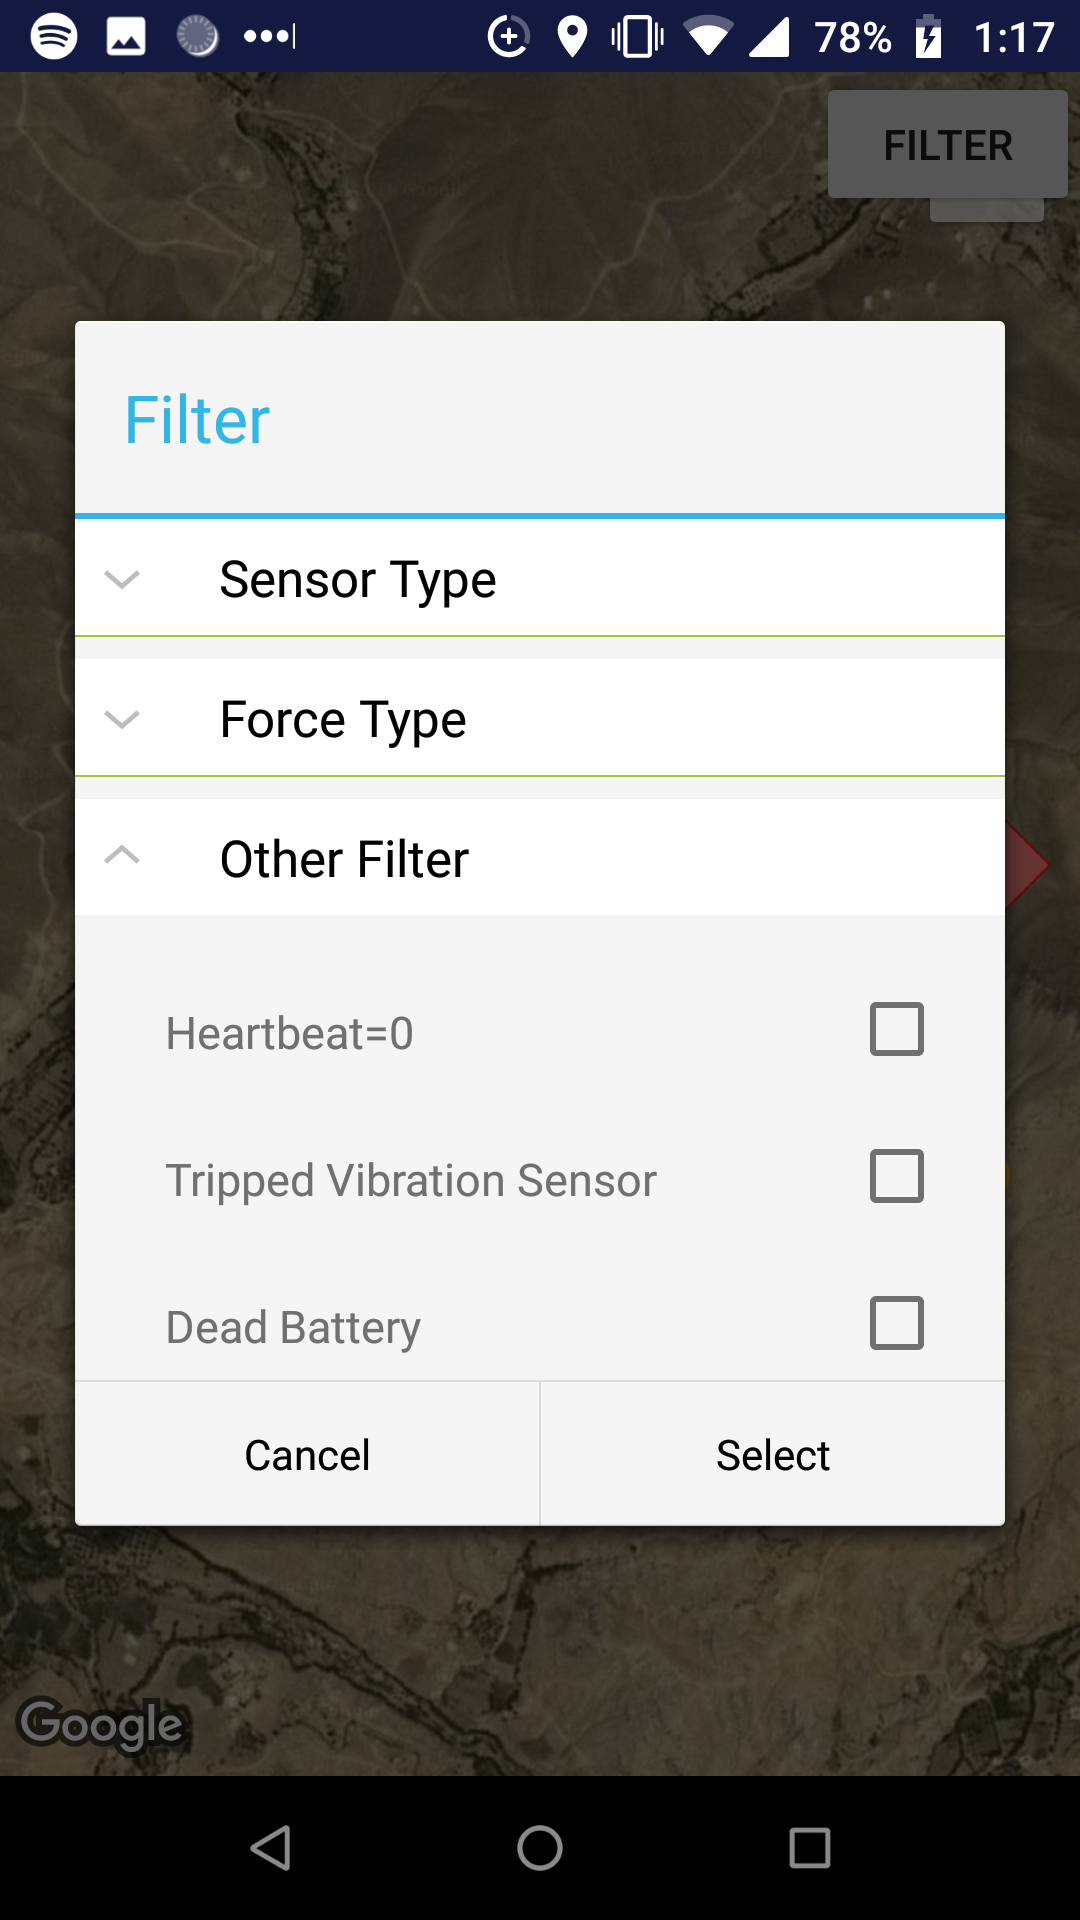 78% 1:17
FILTER
Filter
Sensor Type
Force Type
Other Filter
Heartbeat=0
Tripped Vibration Sensor
Dead Battery
Cancel Select
Google